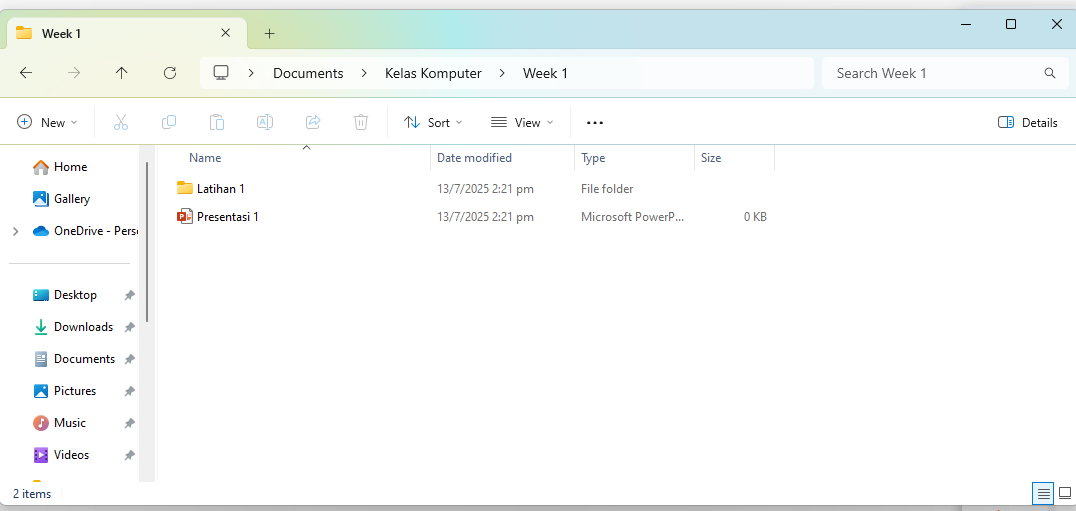 Week 1
Documents > Kelas Komputer > Week 1
Search Week 1
New
Sort
View
Details
Home
Gallery
OneDrive - Pers
Desktop
Downloads
Documents
Pictures
Music
Videos
Name Date modified Type Size
Latihan 1 13/7/2025 2:21 pm File folder
Presentasi 1 13/7/2025 2:21 pm Microsoft PowerP... 0 KB
2 items